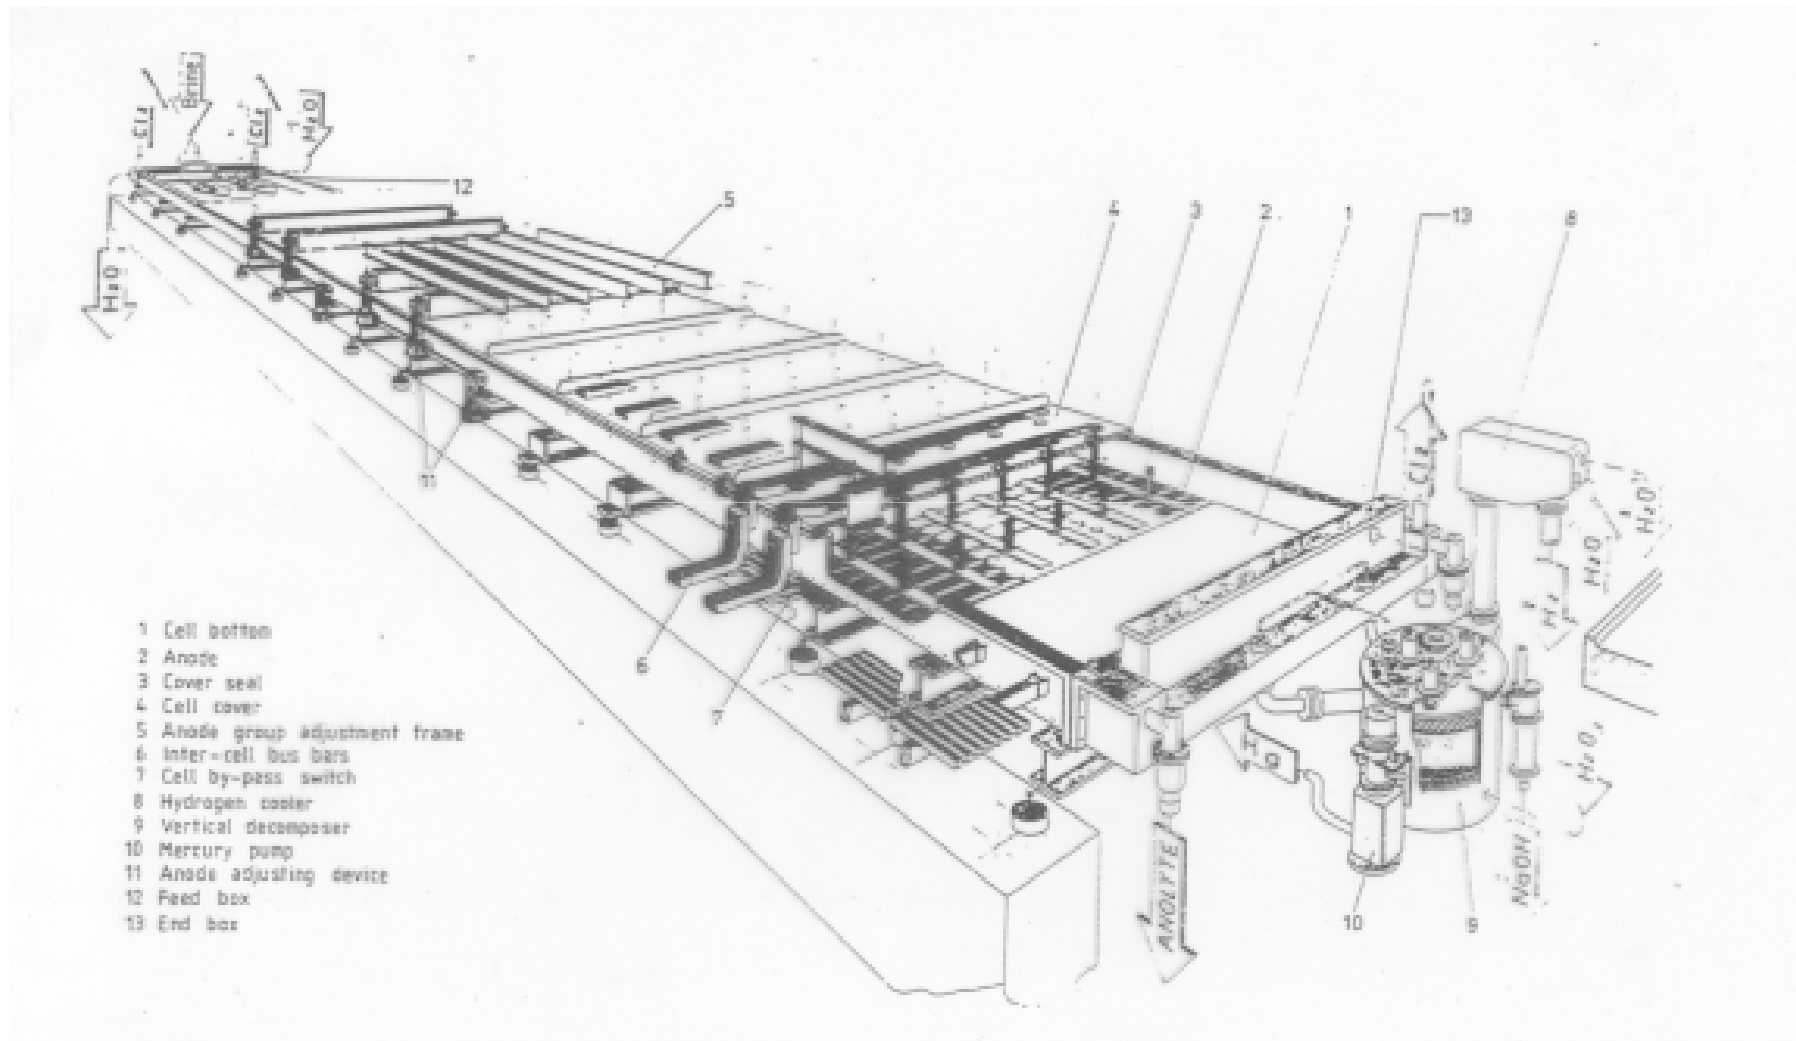 Cl₂
Brine
Cl₂
H₂O
12
5
4
3
2
1
13
8
H₂O
11
Cl₂
H₂O
H₂O
H₂
6
7
H₂O
ANOLYTE
NaOH
10
9
1 Cell bottom
2 Anode
3 Cover seal
4 Cell cover
5 Anode group adjustment frame
6 Inter-cell bus bars
7 Cell by-pass switch
8 Hydrogen cooler
9 Vertical decomposer
10 Mercury pump
11 Anode adjusting device
12 Feed box
13 End box